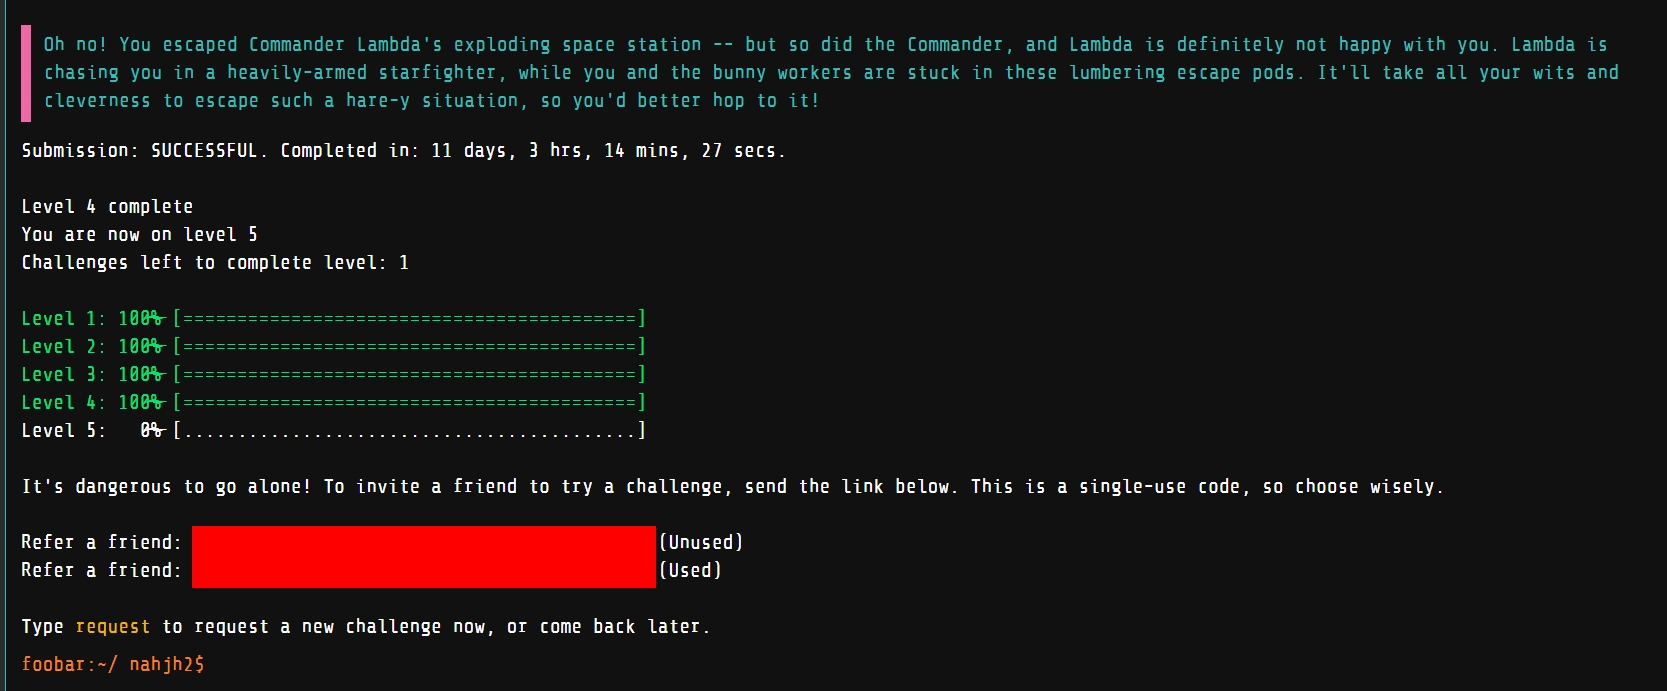 Oh no! You escaped Commander Lambda's exploding space station -- but so did the Commander, and Lambda is definitely not happy with you. Lambda is
chasing you in a heavily-armed starfighter, while you and the bunny workers are stuck in these lumbering escape pods. It'll take all your wits and
cleverness to escape such a hare-y situation, so you'd better hop to it!
Submission: SUCCESSFUL. Completed in: 11 days, 3 hrs, 14 mins, 27 secs.
Level 4 complete
You are now on level 5
Challenges left to complete level: 1
Level 1: 100% [==========================================]
Level 2: 100% [==========================================]
Level 3: 100% [==========================================]
Level 4: 100% [==========================================]
Level 5:   0% [..........................................]
It's dangerous to go alone! To invite a friend to try a challenge, send the link below. This is a single-use code, so choose wisely.
Refer a friend: (Unused)
Refer a friend: (Used)
Type request to request a new challenge now, or come back later.
foobar:~/ nahjh2$